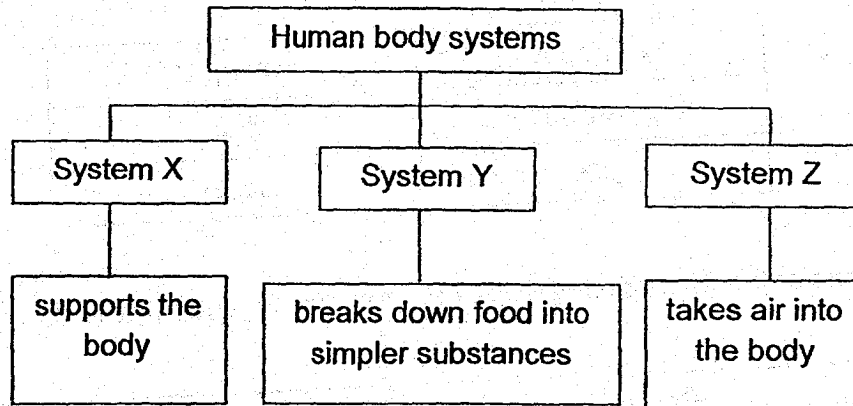 Human body systems
System X
System Y
System Z
supports the
body
breaks down food into
simpler substances
takes air into
the body